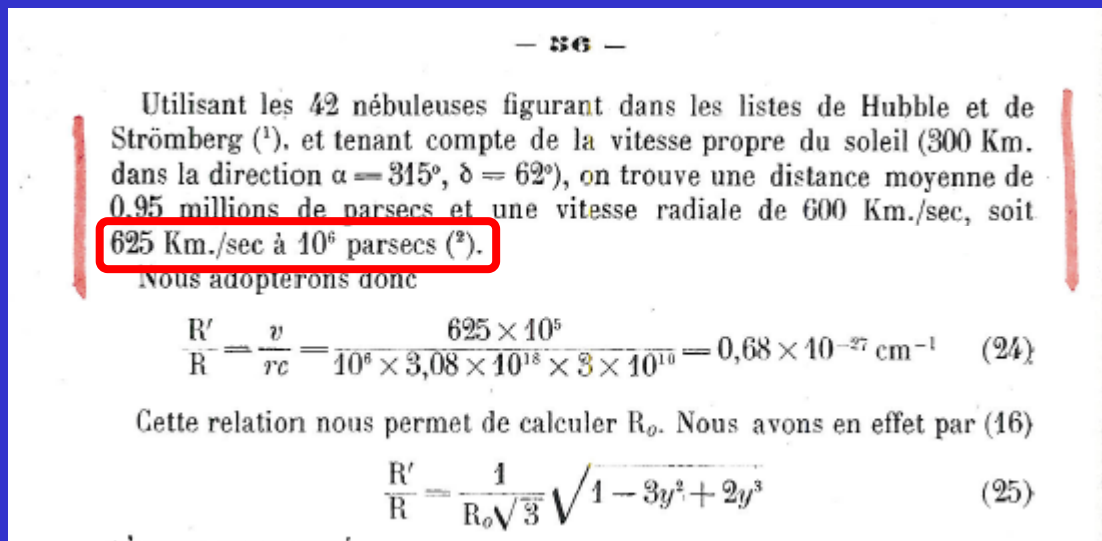 — 36 —
Utilisant les 42 nébuleuses figurant dans les listes de Hubble et de
Strömberg (¹), et tenant compte de la vitesse propre du soleil (300 Km.
dans la direction α = 315°, δ = 62°), on trouve une distance moyenne de
0,95 millions de parsecs et une vitesse radiale de 600 Km./sec, soit
625 Km./sec à 10⁶ parsecs (²).
Nous adopterons donc
R′/R = v/rc = 625 × 10⁵ / 10⁶ × 3,08 × 10¹⁸ × 3 × 10¹⁰ = 0,68 × 10⁻²⁷ cm⁻¹ (24)
Cette relation nous permet de calculer R₀. Nous avons en effet par (16)
R′/R = 1/R₀√3 √1 − 3y² + 2y³ (25)